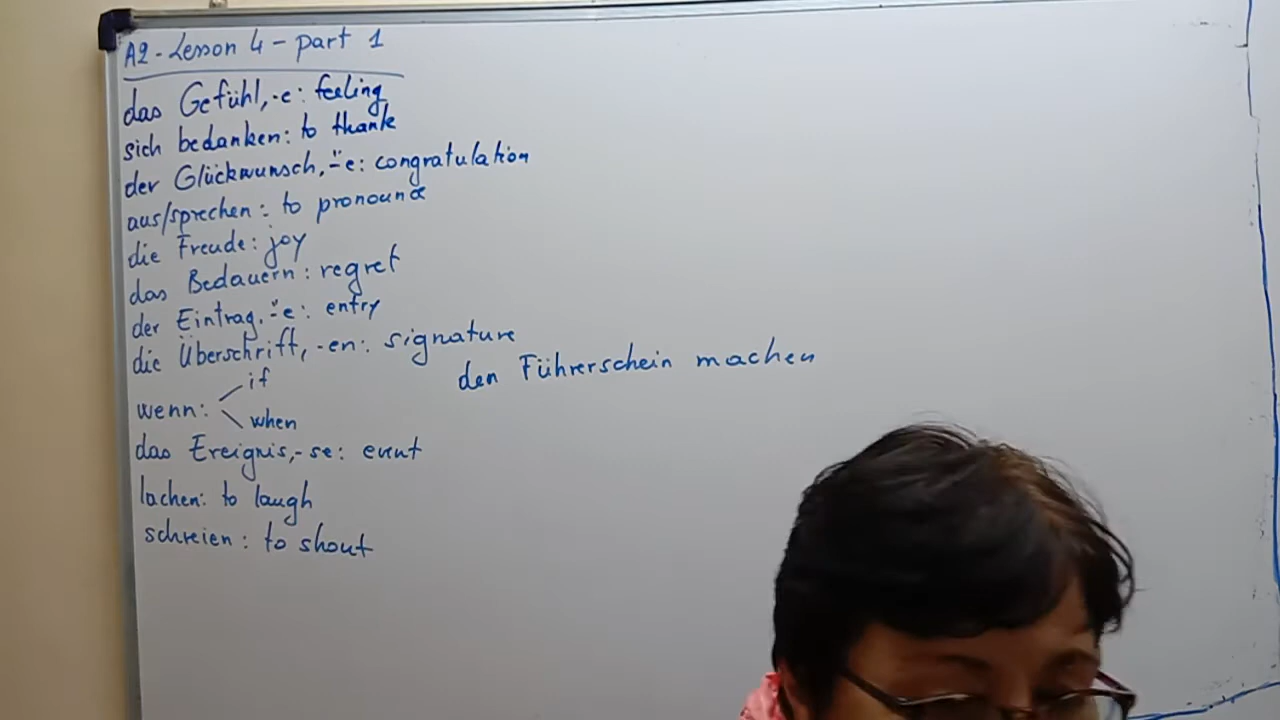 A2 - Lesson 4 - part 1
das Gefühl, -e: feeling
sich bedanken: to thank
der Glückwunsch, ⸚e: congratulation
aus/sprechen: to pronounce
die Freude: joy
das Bedauern: regret
der Eintrag, ⸚e: entry
die Überschrift, -en: signature
den Führerschein machen
wenn: if
when
das Ereignis, -se: event
lachen: to laugh
schreien: to shout